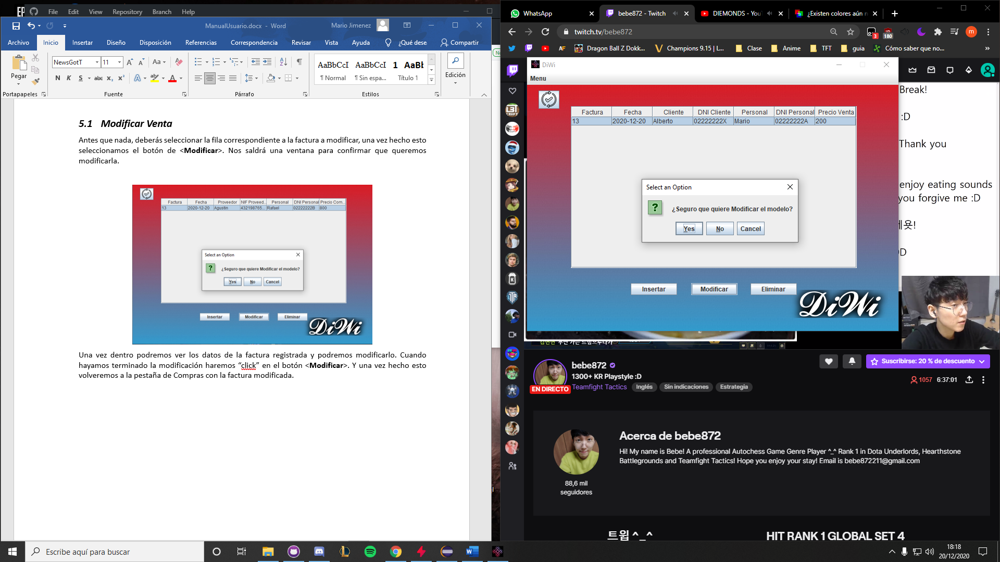 File Edit View Repository Branch Help
ManualUsuario.docx - Word
Mario Jimenez
Archivo Inicio Insertar Diseño Disposición Referencias Correspondencia Revisar Vista Ayuda ¿Qué dese Compartir
Pegar
NewsGotT 11
Aa
N K S abc x₂ x²
AaBbCcI AaBbCcI 1 AaBb
¶ Normal ¶ Sin espa... Título 1
Edición
Portapapeles Fuente Párrafo Estilos
5.1 Modificar Venta
Antes que nada, deberás seleccionar la fila correspondiente a la factura a modificar, una vez hecho esto
seleccionamos el botón de <Modificar>. Nos saldrá una ventana para confirmar que queremos
modificarla.
Factura Fecha Proveedor NIF Proveed... Personal DNI Personal Precio Com...
13 2020-12-20 Agustin 432198765... Rafael 02222222B 800
Select an Option
¿Seguro que quiere Modificar el modelo?
Yes No Cancel
Insertar Modificar Eliminar
DiWi
Una vez dentro podremos ver los datos de la factura registrada y podremos modificarlo. Cuando
hayamos terminado la modificación haremos “click” en el botón <Modificar>. Y una vez hecho esto
volveremos a la pestaña de Compras con la factura modificada.
WhatsApp
bebe872 - Twitch
DIEMONDS - You
¿Existen colores aún n
twitch.tv/bebe872
3 180 m
AF Dragon Ball Z Dokk... Champions 9.15 | L... Clase Anime TFT guia Cómo saber que no... »
DiWi
Menu
Factura Fecha Cliente DNI Cliente Personal DNI Personal Precio Venta
13 2020-12-20 Alberto 02222222X Mario 02222222A 200
Select an Option
¿Seguro que quiere Modificar el modelo?
Yes No Cancel
Insertar Modificar Eliminar
DiWi
Break!
:D
Thank you
enjoy eating sounds
you forgive me :D
요!
D
bebe872
1300+ KR Playstyle :D
EN DIRECTO
Teamfight Tactics Inglés Sin indicaciones Estrategia
Suscribirse: 20 % de descuento
1057 6:37:01
Acerca de bebe872
Hi! My name is Bebe! A professional Autochess Game Genre Player ^_^ Rank 1 in Dota Underlords, Hearthstone
Battlegrounds and Teamfight Tactics! Hope you enjoy your stay! Email is bebe872211@gmail.com
88,6 mil
seguidores
트윕 ^_^
HIT RANK 1 GLOBAL SET 4
Escribe aquí para buscar
18:18
20/12/2020